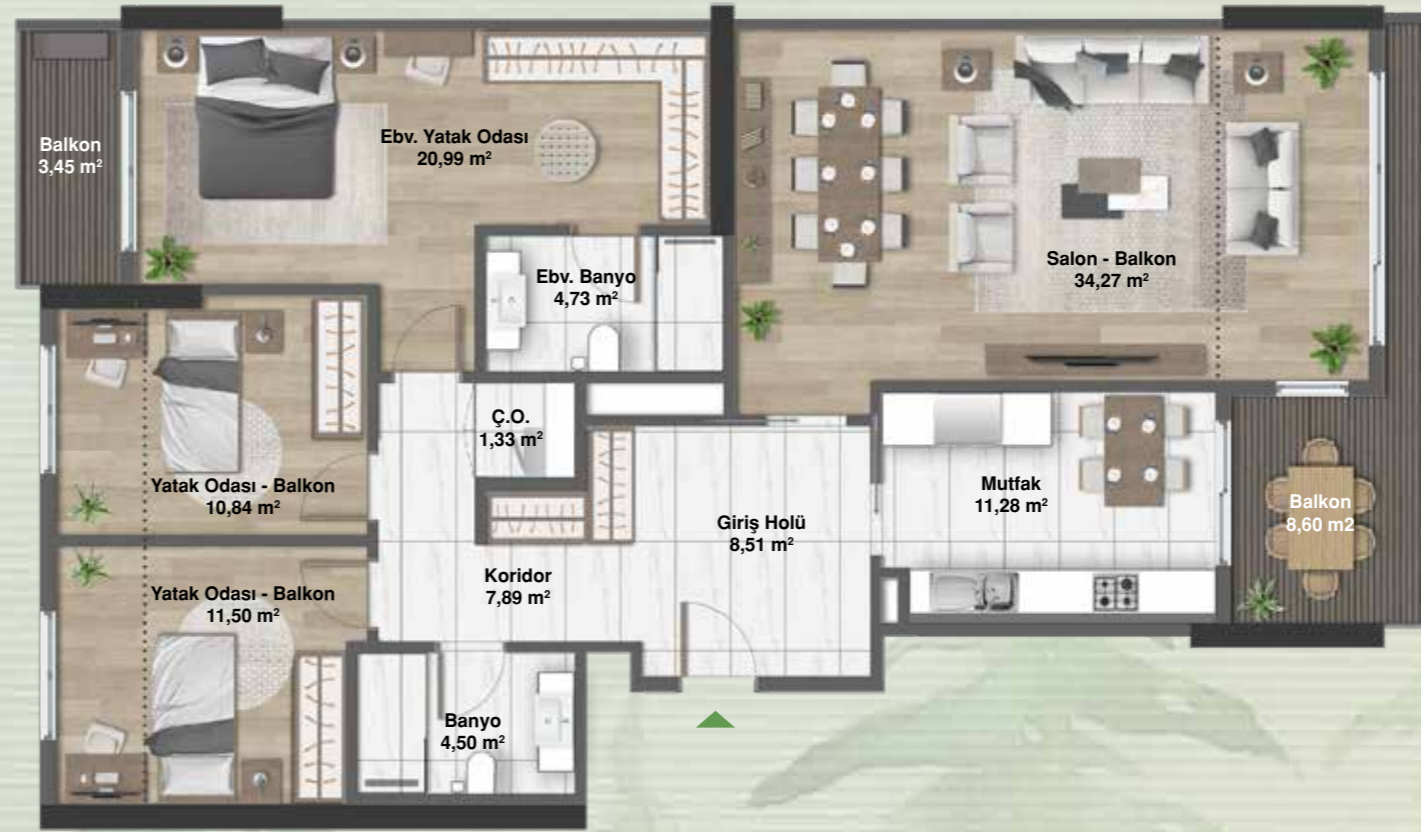 Balkon
3,45 m²
Ebv. Yatak Odası
20,99 m²
Ebv. Banyo
4,73 m²
Salon - Balkon
34,27 m²
Ç.O.
1,33 m²
Yatak Odası - Balkon
10,84 m²
Mutfak
11,28 m²
Balkon
8,60 m2
Giriş Holü
8,51 m²
Koridor
7,89 m²
Yatak Odası - Balkon
11,50 m²
Banyo
4,50 m²